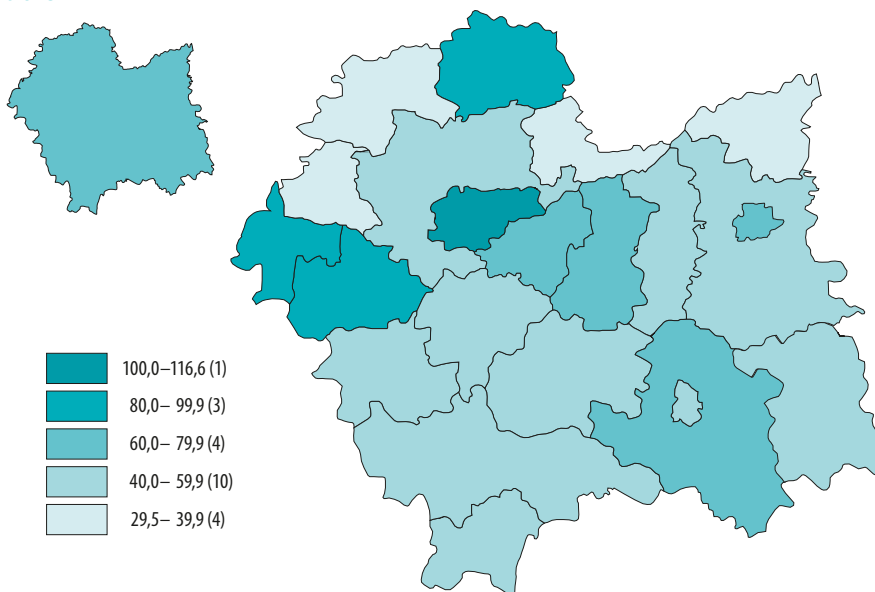 100,0–116,6 (1)
80,0– 99,9 (3)
60,0– 79,9 (4)
40,0– 59,9 (10)
29,5– 39,9 (4)